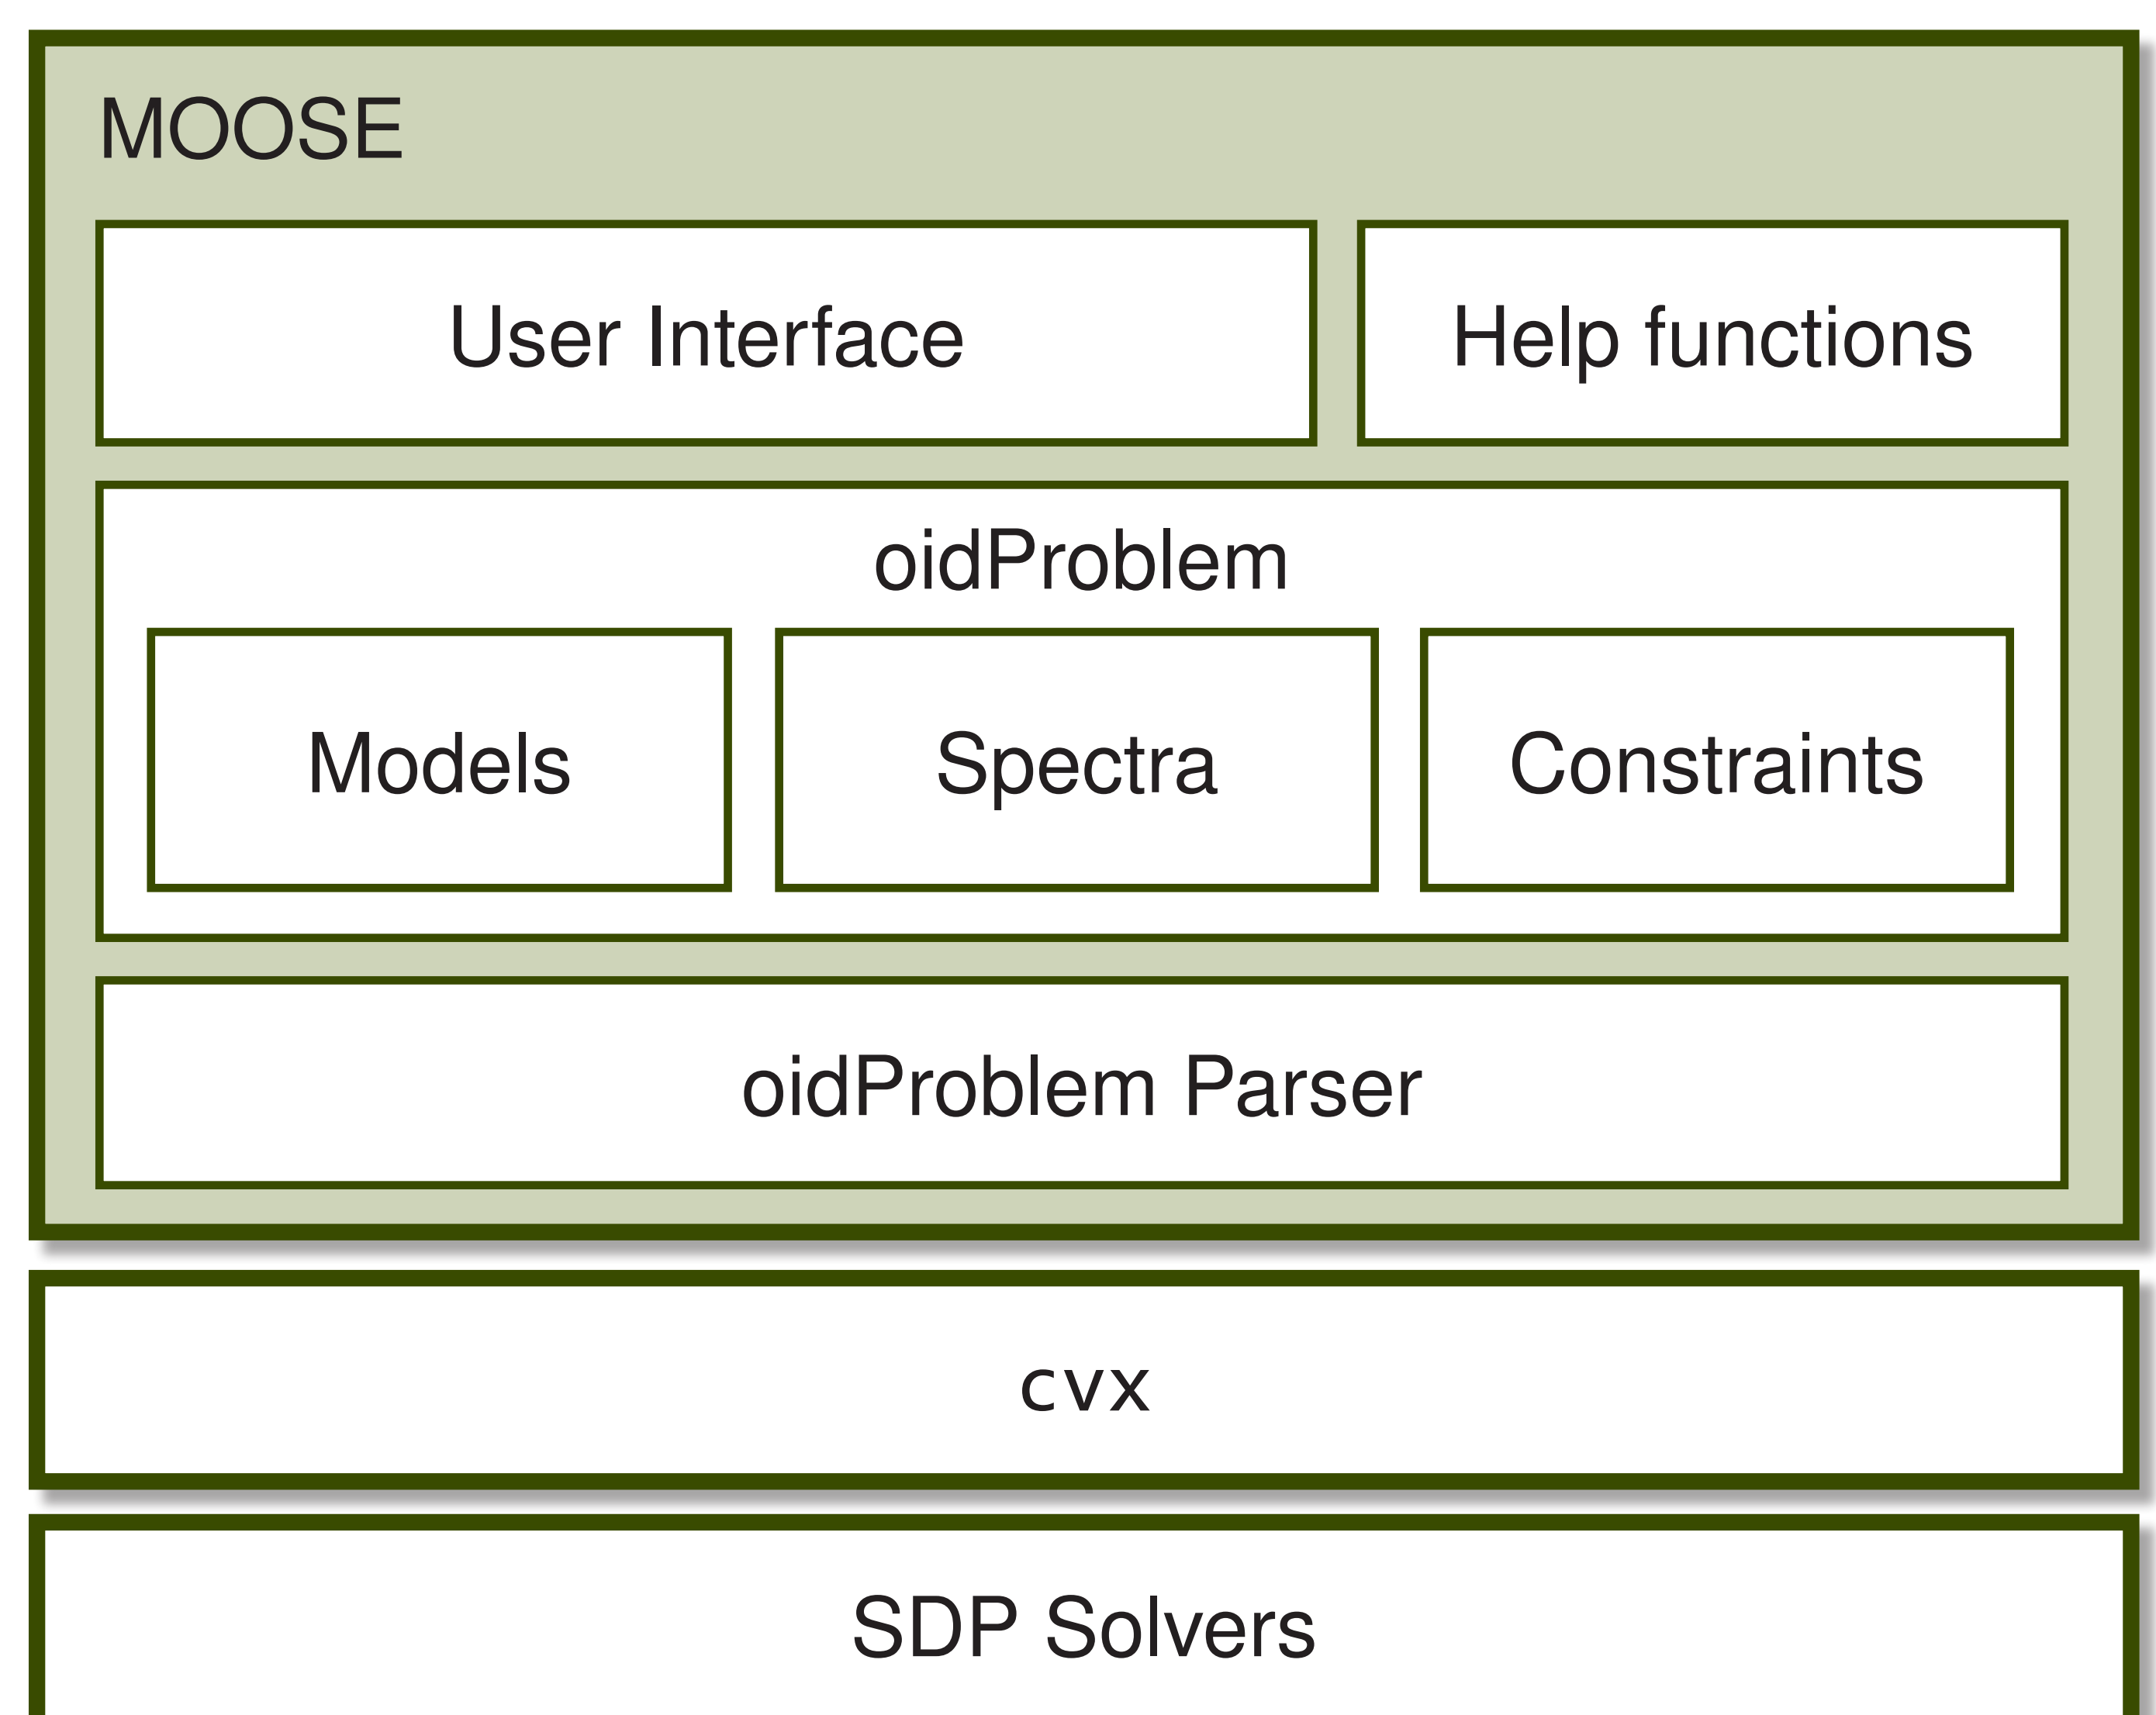 MOOSE
User Interface
Help functions
oidProblem
Models
Spectra
Constraints
oidProblem Parser
cvx
SDP Solvers